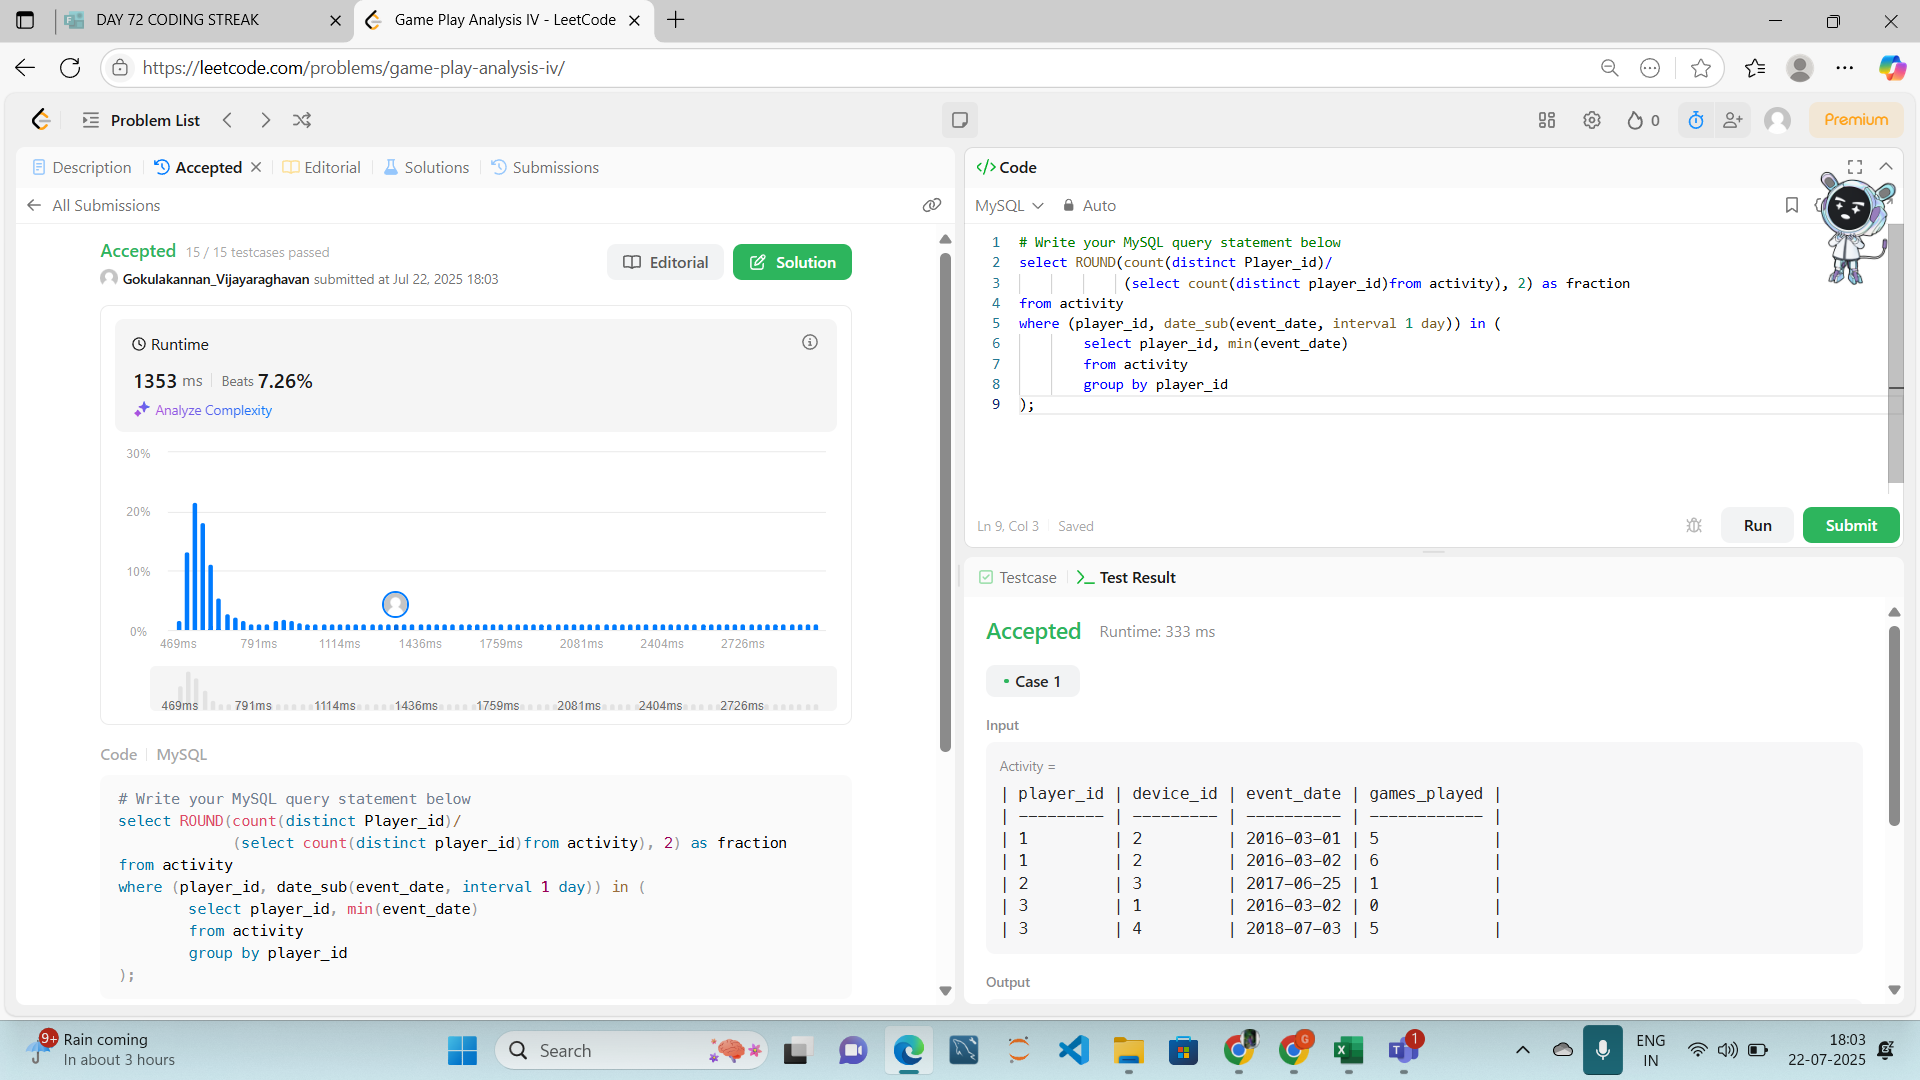 DAY 72 CODING STREAK
Game Play Analysis IV - LeetCode
https://leetcode.com/problems/game-play-analysis-iv/
Problem List
0
Premium
Description
Accepted
Editorial
Solutions
Submissions
All Submissions
Accepted 15 / 15 testcases passed
Gokulakannan_Vijayaraghavan submitted at Jul 22, 2025 18:03
Editorial
Solution
Runtime
1353 ms Beats 7.26%
Analyze Complexity
30%
20%
10%
0%
469ms 791ms 1114ms 1436ms 1759ms 2081ms 2404ms 2726ms
469ms 791ms 1114ms 1436ms 1759ms 2081ms 2404ms 2726ms
Code MySQL
# Write your MySQL query statement below
select ROUND(count(distinct Player_id)/
(select count(distinct player_id)from activity), 2) as fraction
from activity
where (player_id, date_sub(event_date, interval 1 day)) in (
select player_id, min(event_date)
from activity
group by player_id
);
</> Code
MySQL Auto
1 # Write your MySQL query statement below
2 select ROUND(count(distinct Player_id)/
3 (select count(distinct player_id)from activity), 2) as fraction
4 from activity
5 where (player_id, date_sub(event_date, interval 1 day)) in (
6 select player_id, min(event_date)
7 from activity
8 group by player_id
9 );
Ln 9, Col 3 Saved
Run
Submit
Testcase
Test Result
Accepted Runtime: 333 ms
• Case 1
Input
Activity =
| player_id | device_id | event_date | games_played |
| --------- | --------- | ---------- | ------------ |
| 1 | 2 | 2016-03-01 | 5 |
| 1 | 2 | 2016-03-02 | 6 |
| 2 | 3 | 2017-06-25 | 1 |
| 3 | 1 | 2016-03-02 | 0 |
| 3 | 4 | 2018-07-03 | 5 |
Output
9+
Rain coming
In about 3 hours
Search
G
1
ENG
IN
18:03
22-07-2025